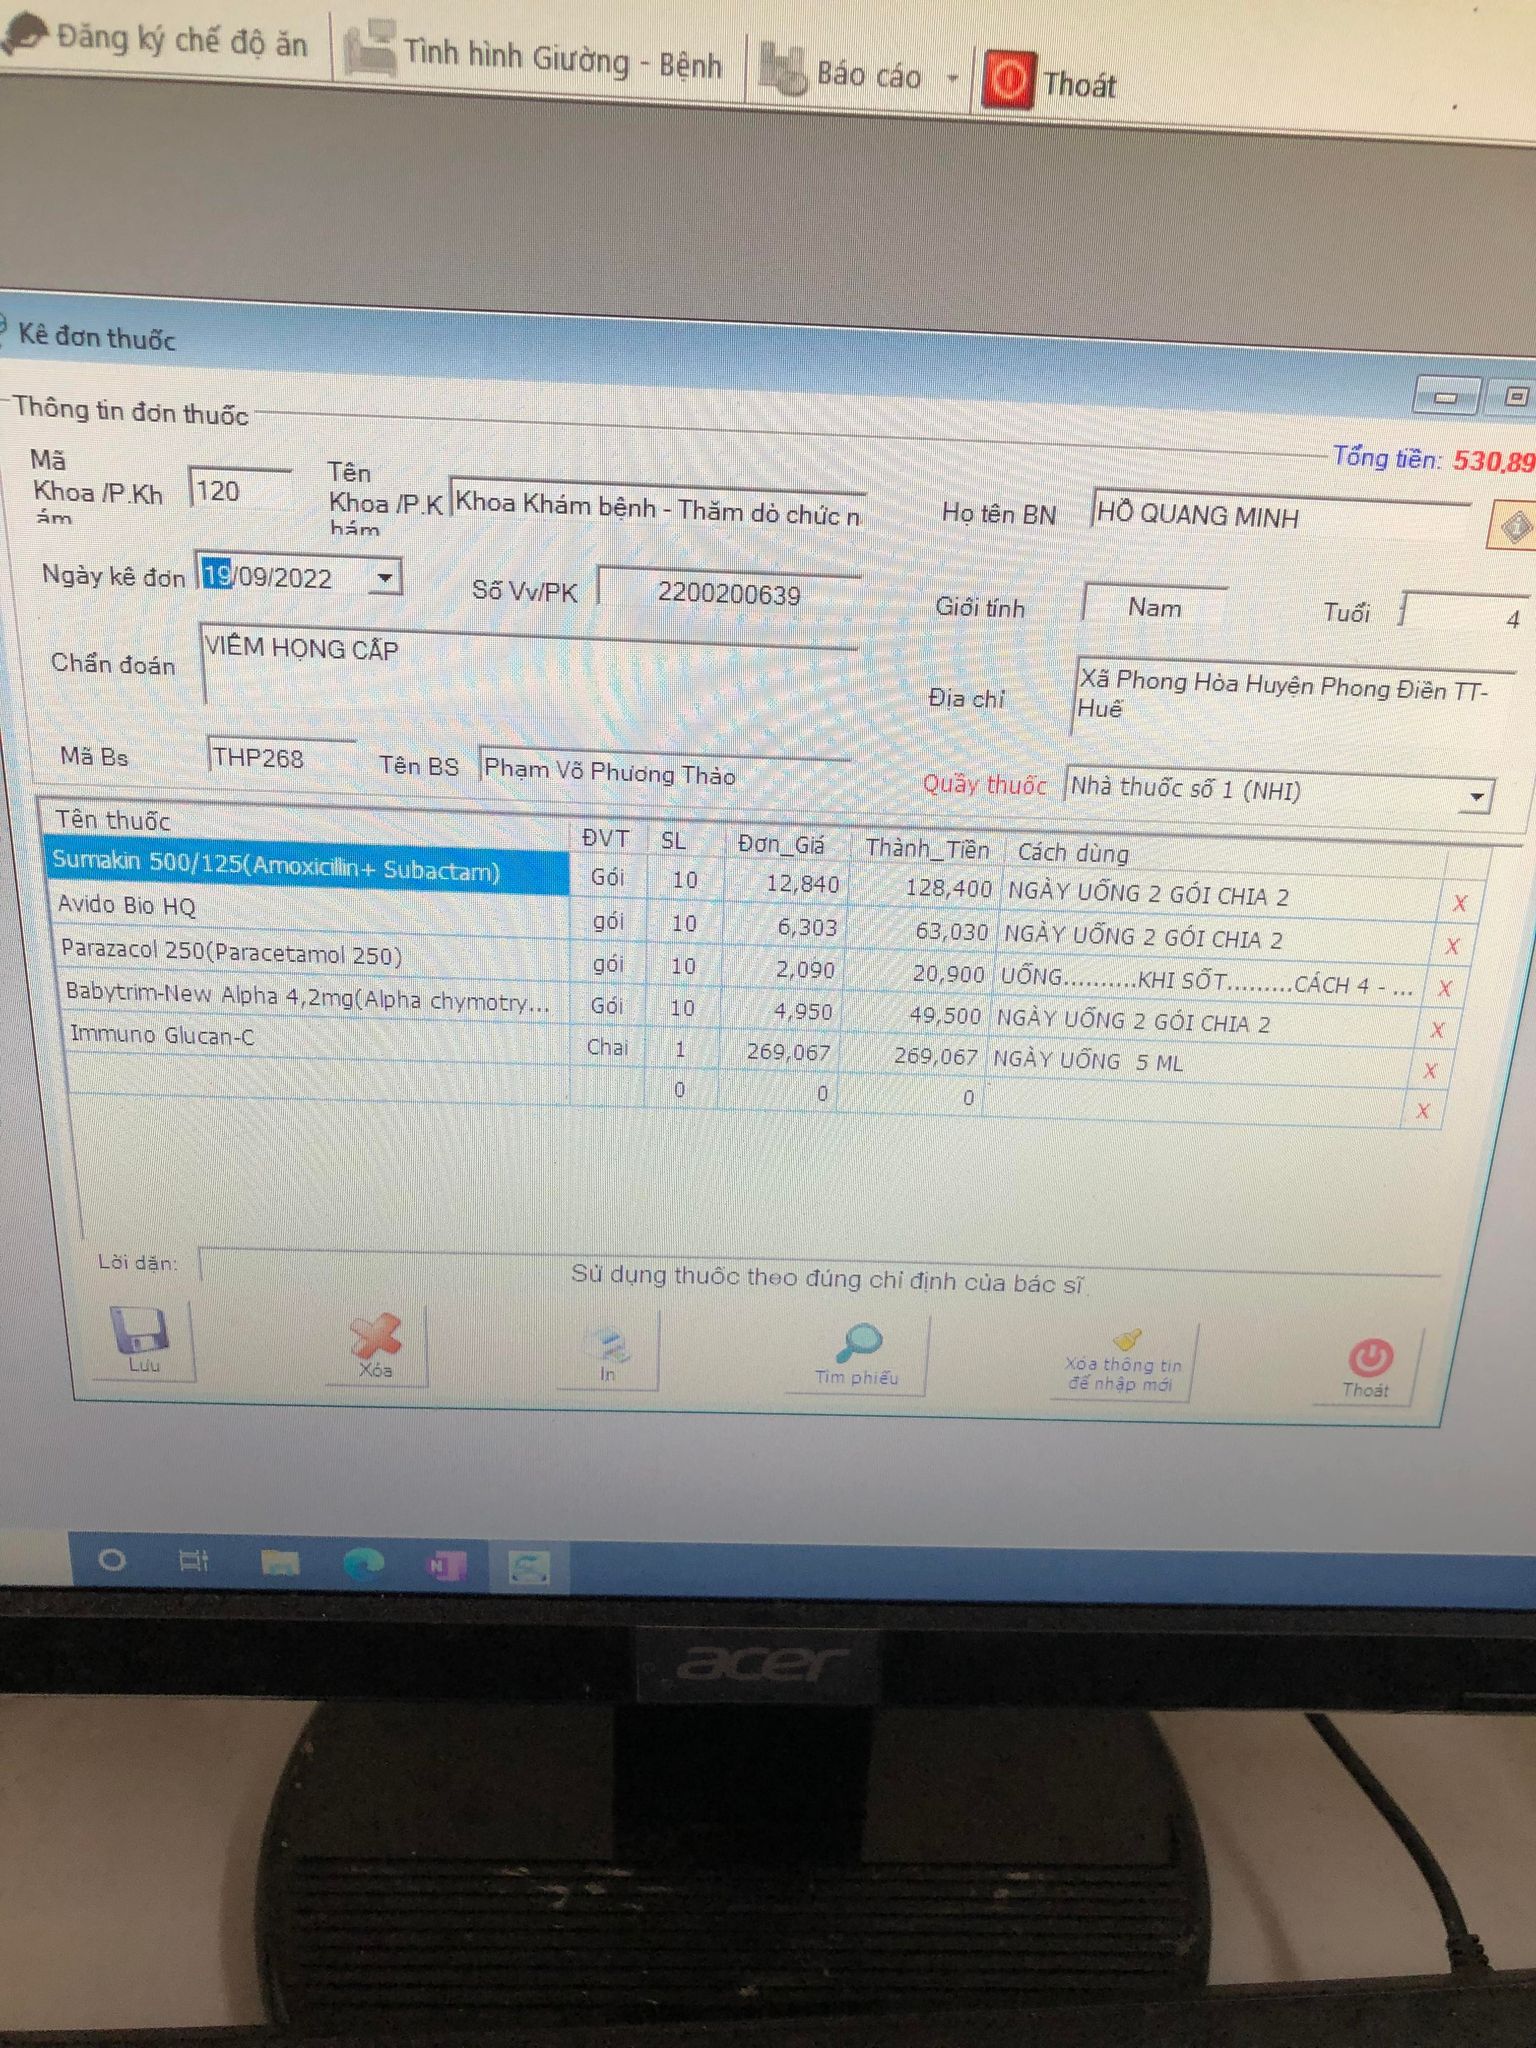 Đăng ký chế độ ăn
Tình hình Giường - Bệnh
Báo cáo
Thoát
Kê đơn thuốc
Thông tin đơn thuốc
Tổng tiền: 530,89
Mã Khoa /P.Khám
120
Tên Khoa /P.Khám
Khoa Khám bệnh - Thăm dò chức n
Họ tên BN
HỒ QUANG MINH
Ngày kê đơn
19/09/2022
Số Vv/PK
2200200639
Giới tính
Nam
Tuổi
4
Chẩn đoán
VIÊM HỌNG CẤP
Địa chỉ
Xã Phong Hòa Huyện Phong Điền TT-
Huế
Mã Bs
THP268
Tên BS
Phạm Võ Phương Thảo
Quầy thuốc
Nhà thuốc số 1 (NHI)
Tên thuốc ĐVT SL Đơn_Giá Thành_Tiền Cách dùng
Sumakin 500/125(Amoxicillin+ Subactam) Gói 10 12,840 128,400 NGÀY UỐNG 2 GÓI CHIA 2 X
Avido Bio HQ gói 10 6,303 63,030 NGÀY UỐNG 2 GÓI CHIA 2 X
Parazacol 250(Paracetamol 250) gói 10 2,090 20,900 UỐNG..........KHI SỐT.........CÁCH 4 - ... X
Babytrim-New Alpha 4,2mg(Alpha chymotry... Gói 10 4,950 49,500 NGÀY UỐNG 2 GÓI CHIA 2 X
Immuno Glucan-C Chai 1 269,067 269,067 NGÀY UỐNG 5 ML X
0 0 0 X
Lời dặn:
Sử dụng thuốc theo đúng chỉ định của bác sĩ
Lưu
Xóa
In
Tìm phiếu
Xóa thông tin
để nhập mới
Thoát
N
acer